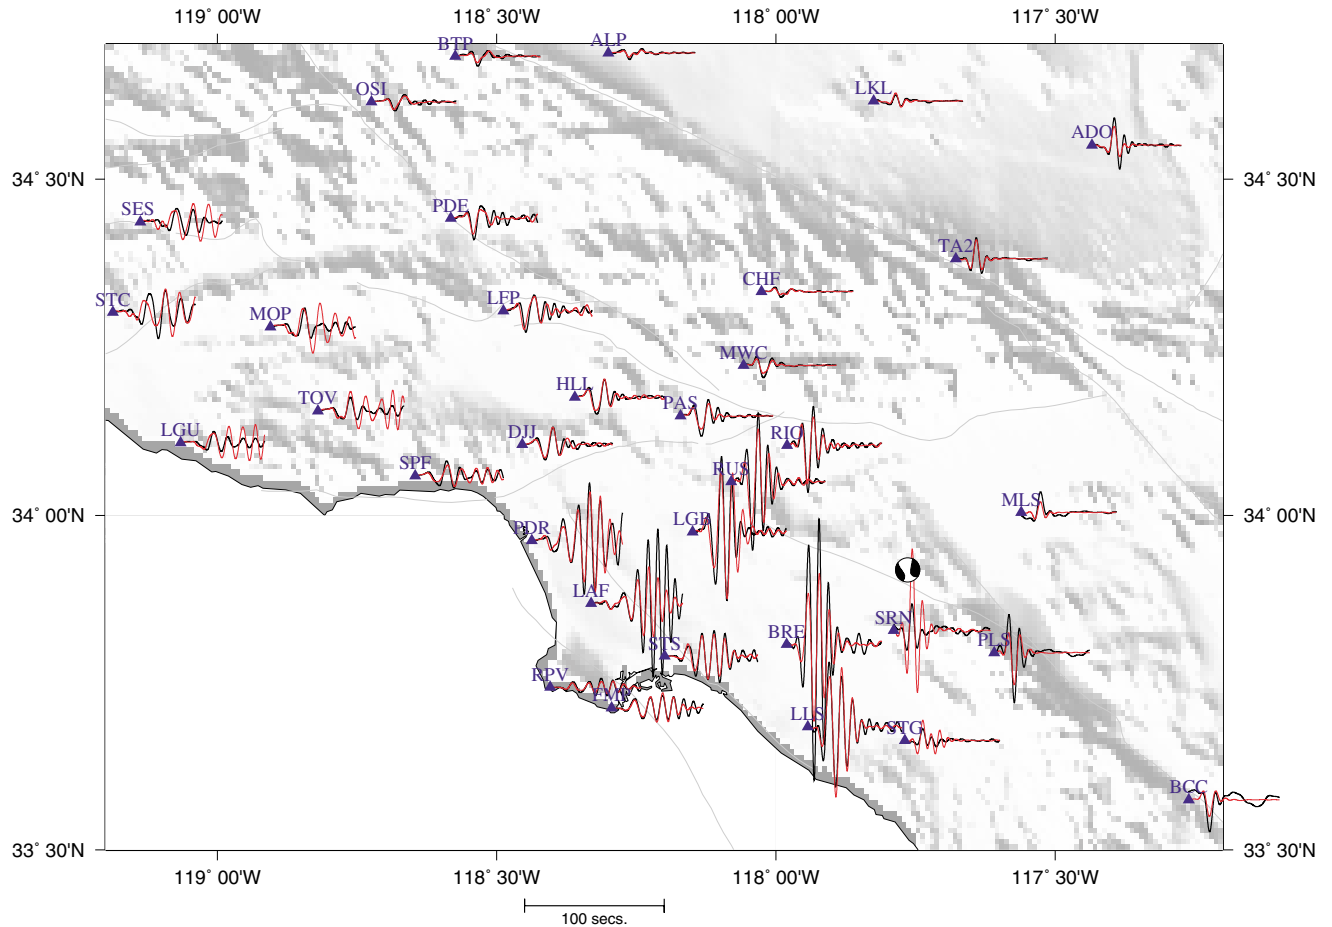 119° 00'W 118° 30'W 118° 00'W 117° 30'W
BTP ALP
OSI LKL
ADO
34° 30'N 34° 30'N
SES PDE
TA2
CHF
STC MOP LFP
MWC
HLL
TOV PAS
LGU DJJ RIO
SPF RUS
MLS
34° 00'N 34° 00'N
PDR LGB
LAF
SRN
STS BRE PLS
RPV
FMP
LLS STG
BCC
33° 30'N 33° 30'N
119° 00'W 118° 30'W 118° 00'W 117° 30'W
100 secs.